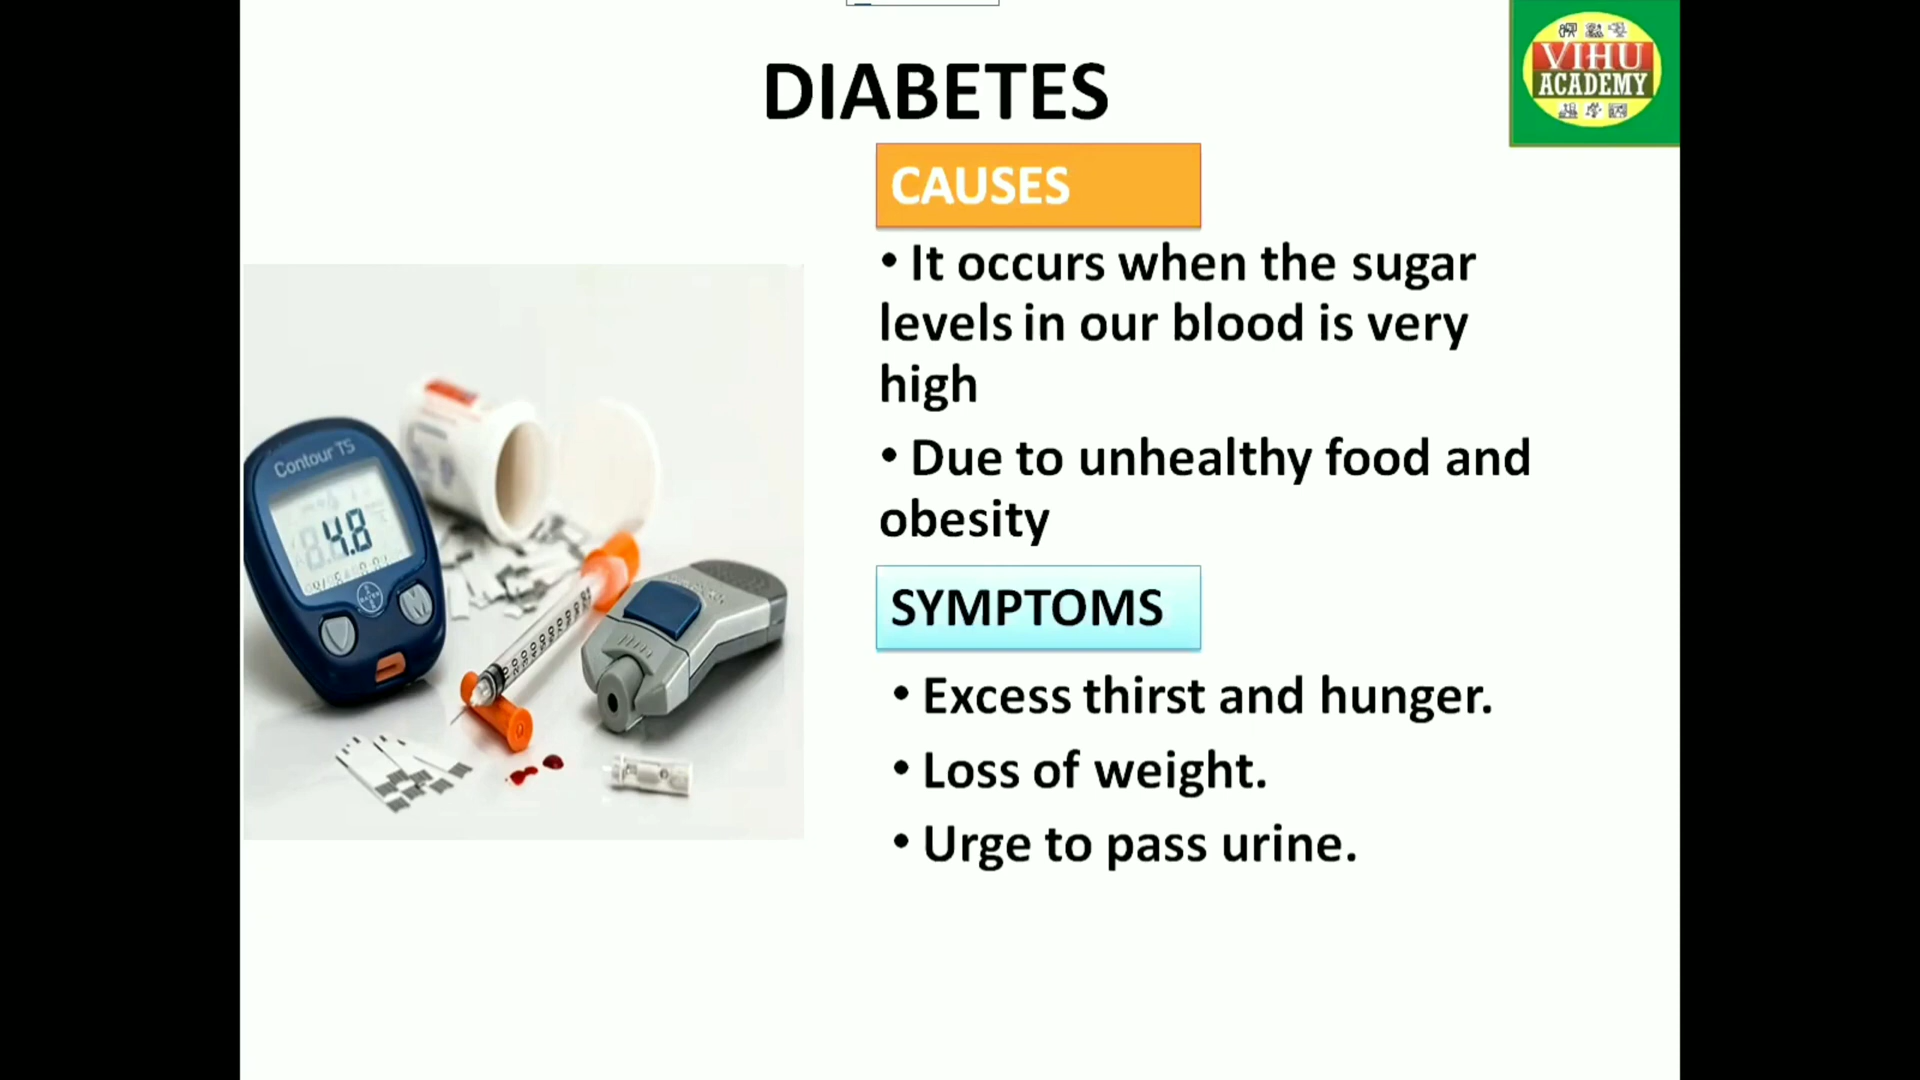 DIABETES
VIHU
ACADEMY
CAUSES
• It occurs when the sugar
levels in our blood is very
high
• Due to unhealthy food and
obesity
SYMPTOMS
• Excess thirst and hunger.
• Loss of weight.
• Urge to pass urine.
Contour TS
4.8
BAYER